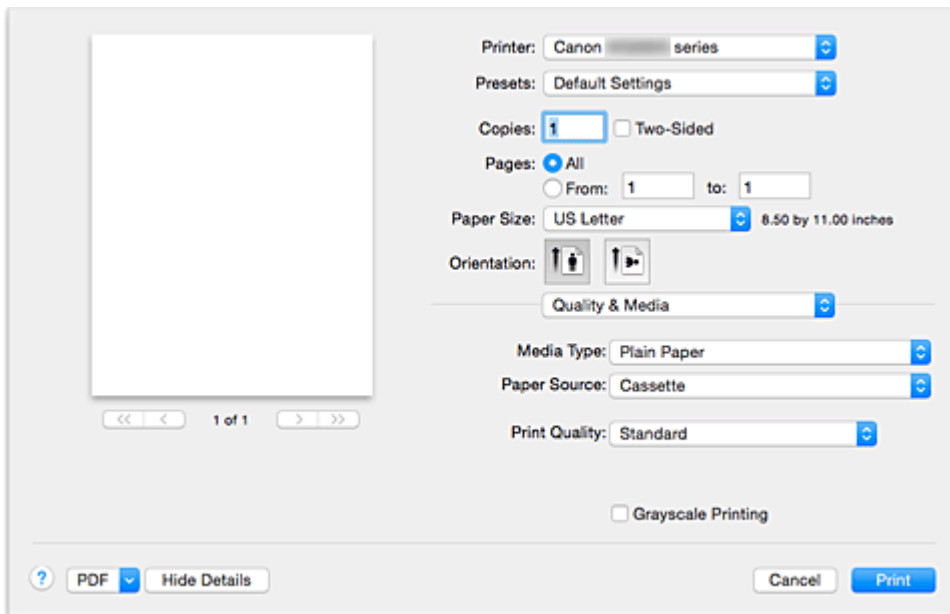 Printer: Canon series
Presets: Default Settings
Copies: 1 Two-Sided
Pages: All
From: 1 to: 1
Paper Size: US Letter 8.50 by 11.00 inches
Orientation:
Quality & Media
Media Type: Plain Paper
Paper Source: Cassette
1 of 1
Print Quality: Standard
Grayscale Printing
? PDF Hide Details Cancel Print